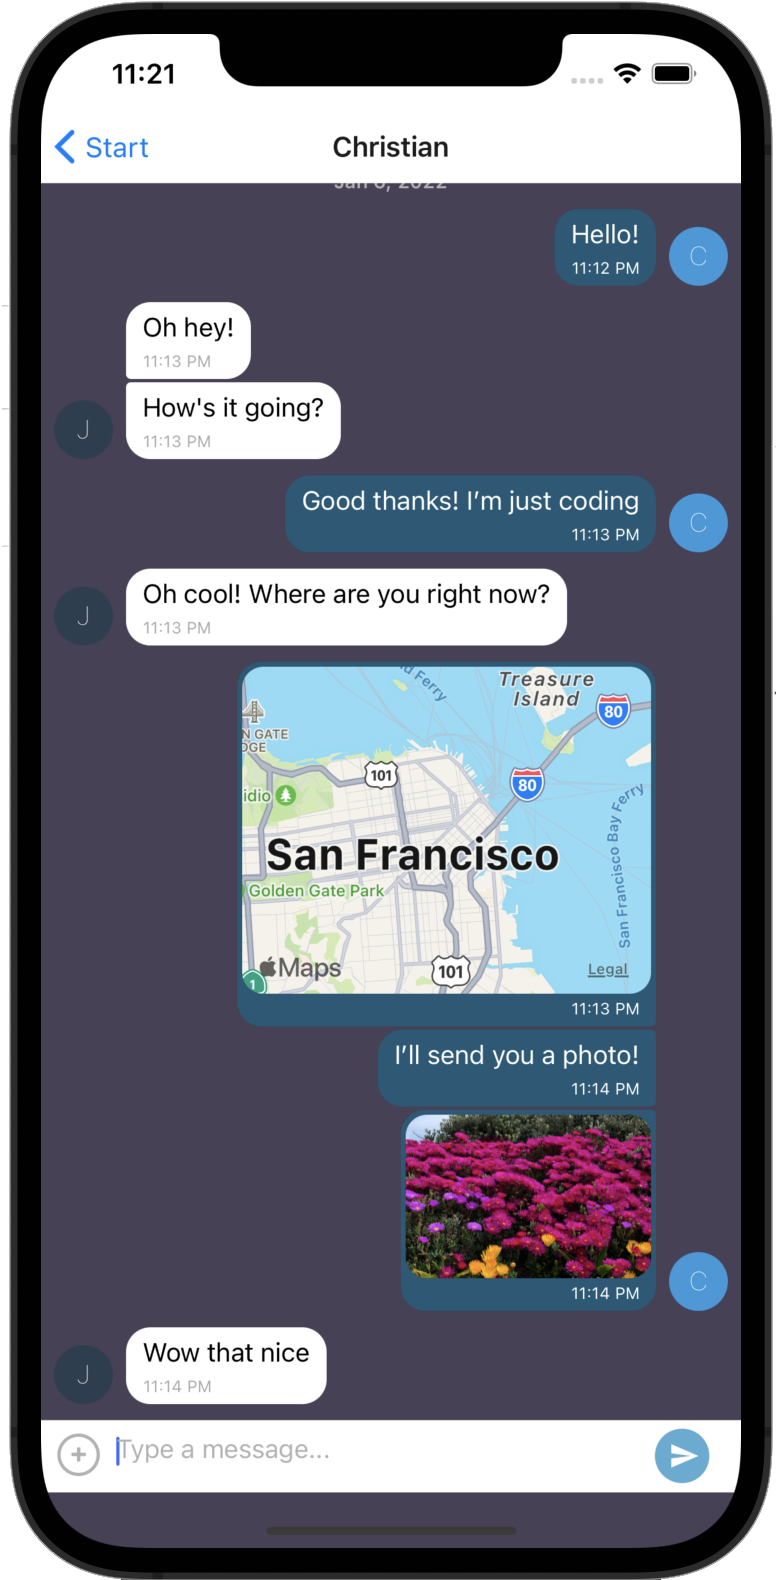 11:21
Start
Christian
Jan 6, 2022
Hello!
11:12 PM
C
Oh hey!
11:13 PM
How's it going?
11:13 PM
J
Good thanks! I’m just coding
11:13 PM
C
Oh cool! Where are you right now?
11:13 PM
J
d Ferry
Treasure
Island
80
N GATE
DGE
101
80
idio
San Francisco Bay Ferry
San Francisco
Golden Gate Park
Maps
101
Legal
1
11:13 PM
I’ll send you a photo!
11:14 PM
11:14 PM
C
Wow that nice
11:14 PM
J
Type a message...